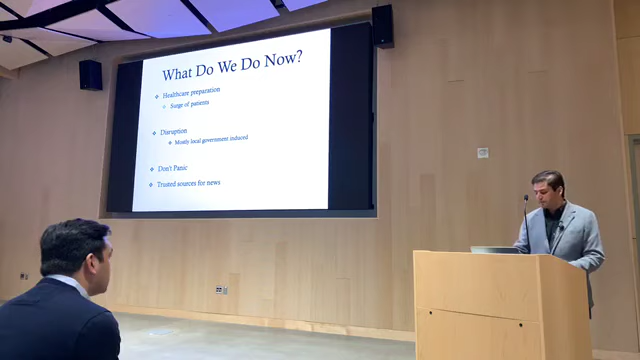 What Do We Do Now?
Healthcare preparation
Surge of patients
Disruption
Mostly local government induced
Don't Panic
Trusted sources for news